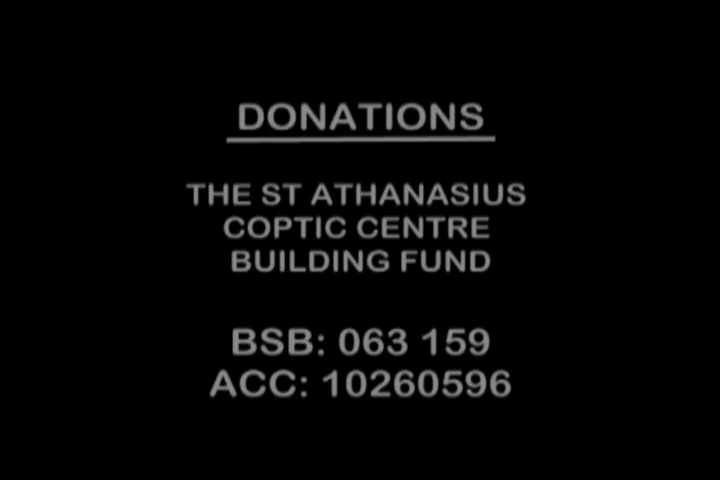 DONATIONS
THE ST ATHANASIUS
COPTIC CENTRE
BUILDING FUND
BSB: 063 159
ACC: 10260596